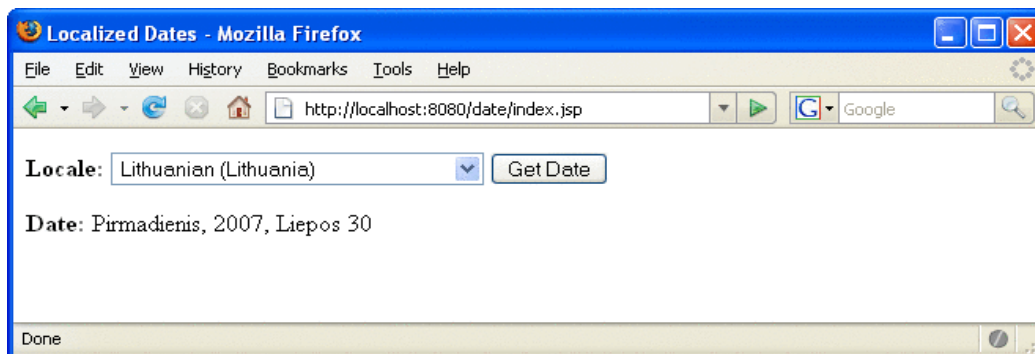 Localized Dates - Mozilla Firefox
File Edit View History Bookmarks Tools Help
http://localhost:8080/date/index.jsp G Google
Locale: Lithuanian (Lithuania) Get Date
Date: Pirmadienis, 2007, Liepos 30
Done